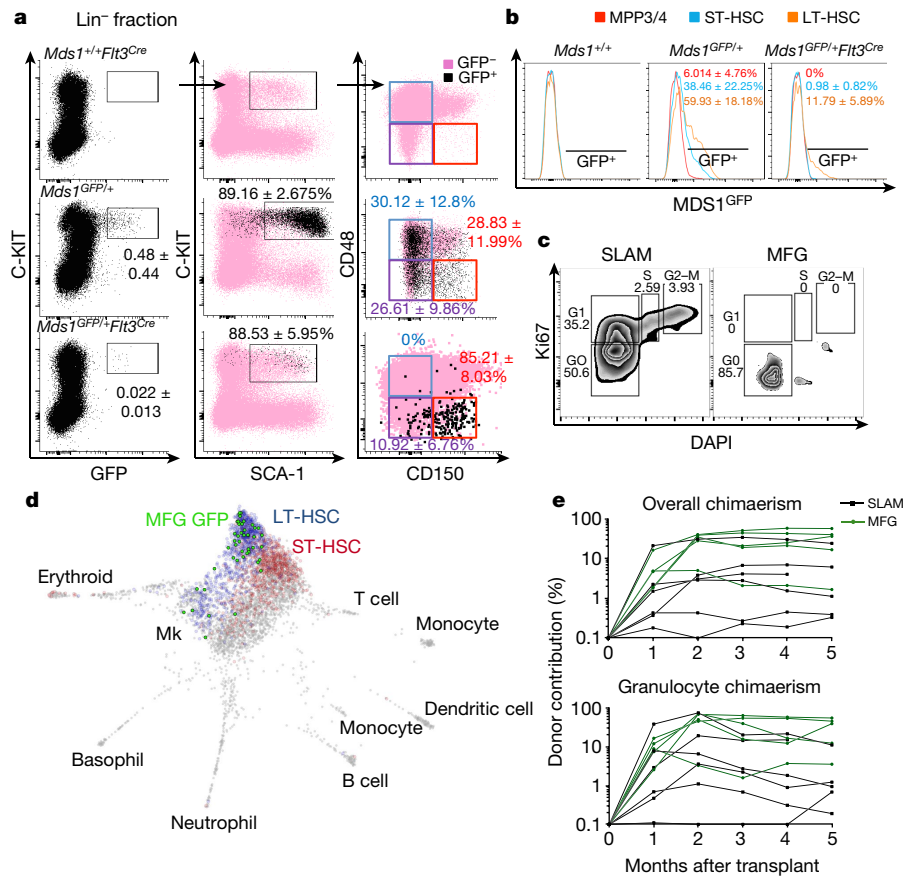 a
Lin⁻ fraction
Mds1+/+Flt3Cre
GFP⁻
GFP⁺
Mds1GFP/+
89.16 ± 2.675%
30.12 ± 12.8%
28.83 ±
11.99%
C-KIT
C-KIT
CD48
0.48 ±
0.44
26.61 ± 9.86%
Mds1GFP/+Flt3Cre
88.53 ± 5.95%
0%
85.21 ±
8.03%
0.022 ±
0.013
10.92 ± 6.76%
GFP
SCA-1
CD150
b
MPP3/4
ST-HSC
LT-HSC
Mds1+/+
Mds1GFP/+
Mds1GFP/+Flt3Cre
6.014 ± 4.76%
38.46 ± 22.25%
59.93 ± 18.18%
0%
0.98 ± 0.82%
11.79 ± 5.89%
GFP⁺
GFP⁺
GFP⁺
MDS1GFP
c
SLAM
MFG
S
2.59
G2–M
3.93
G1
35.2
GO
50.6
S
0
G2–M
0
G1
0
G0
85.7
Ki67
DAPI
d
MFG GFP
LT-HSC
ST-HSC
Erythroid
Mk
T cell
Monocyte
Dendritic cell
Monocyte
B cell
Basophil
Neutrophil
e
Overall chimaerism
SLAM
MFG
100
10
1
0.1
0 1 2 3 4 5
Donor contribution (%)
Granulocyte chimaerism
100
10
1
0.1
0 1 2 3 4 5
Months after transplant